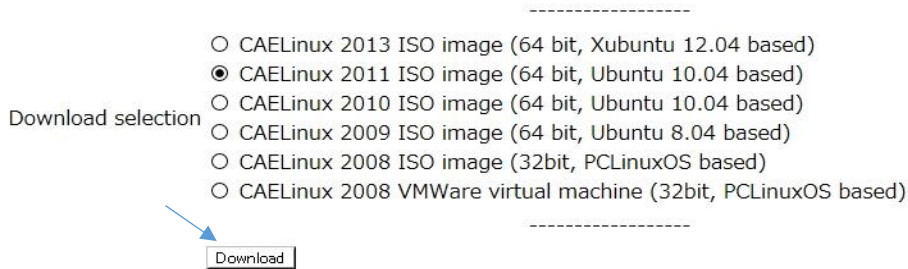 -------------------
CAELinux 2013 ISO image (64 bit, Xubuntu 12.04 based)
CAELinux 2011 ISO image (64 bit, Ubuntu 10.04 based)
CAELinux 2010 ISO image (64 bit, Ubuntu 10.04 based)
Download selection
CAELinux 2009 ISO image (64 bit, Ubuntu 8.04 based)
CAELinux 2008 ISO image (32bit, PCLinuxOS based)
CAELinux 2008 VMWare virtual machine (32bit, PCLinuxOS based)
-------------------
Download